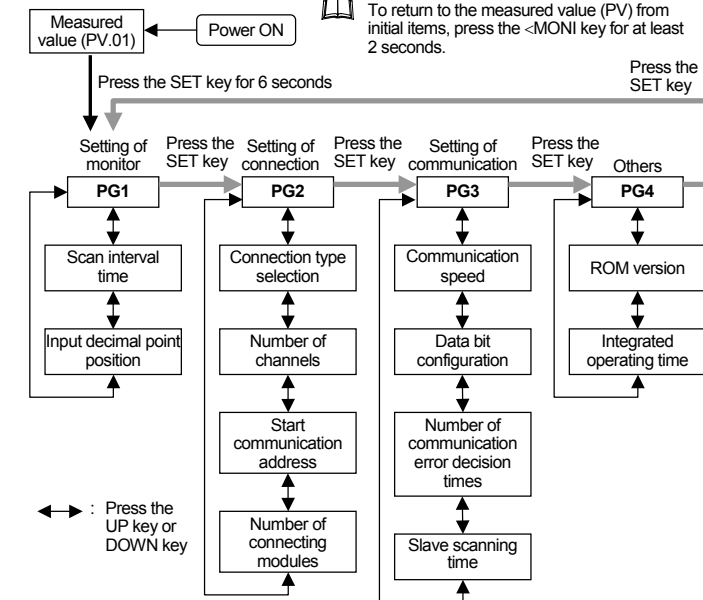 To return to the measured value (PV) from
initial items, press the <MONI key for at least
2 seconds.
Measured
value (PV.01)
Power ON
Press the SET key for 6 seconds
Press the
SET key
Setting of
monitor
Press the
SET key
Setting of
connection
Press the
SET key
Setting of
communication
Press the
SET key
Others
PG1
PG2
PG3
PG4
Scan interval
time
Connection type
selection
Communication
speed
ROM version
Input decimal point
position
Number of
channels
Data bit
configuration
Integrated
operating time
Start
communication
address
Number of
communication
error decision
times
: Press the
UP key or
DOWN key
Number of
connecting
modules
Slave scanning
time